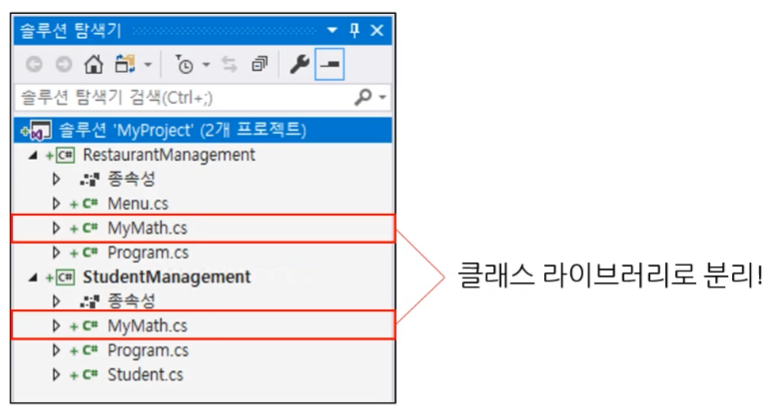 솔루션 탐색기
솔루션 탐색기 검색(Ctrl+;)
솔루션 'MyProject' (2개 프로젝트)
C# RestaurantManagement
종속성
C# Menu.cs
C# MyMath.cs
C# Program.cs
C# StudentManagement
종속성
C# MyMath.cs
C# Program.cs
C# Student.cs
클래스 라이브러리로 분리!